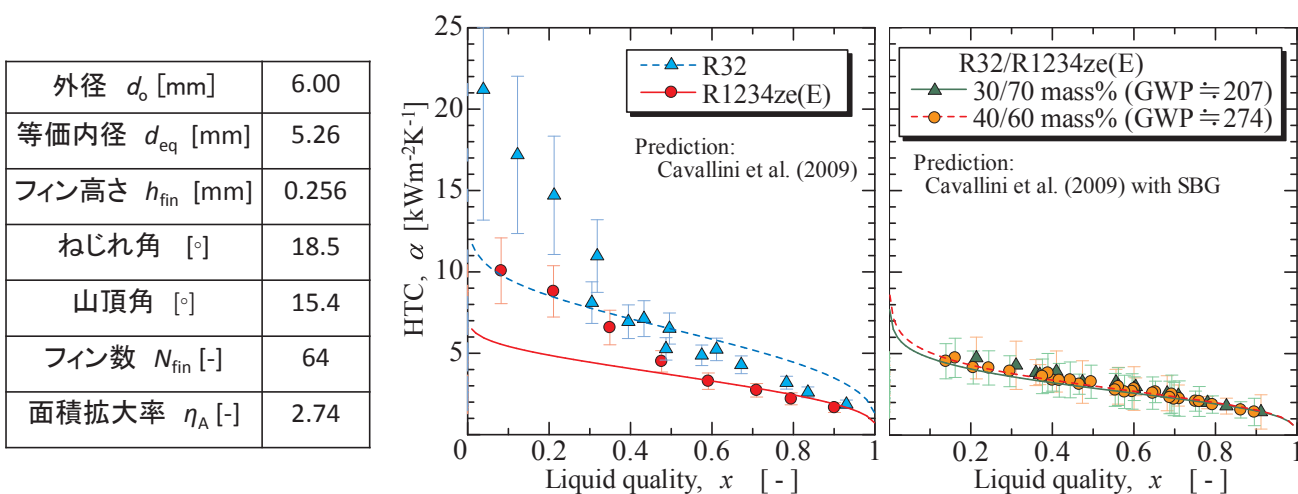 外径 do [mm] 6.00
等価内径 deq [mm] 5.26
フィン高さ hfin [mm] 0.256
ねじれ角 [°] 18.5
山頂角 [°] 15.4
フィン数 Nfin [-] 64
面積拡大率 ηA [-] 2.74
HTC, α [kWm-2K-1]
25
20
15
10
5
R32
R1234ze(E)
Prediction:
Cavallini et al. (2009)
0 0.2 0.4 0.6 0.8 1
Liquid quality, x [ - ]
R32/R1234ze(E)
30/70 mass% (GWP ≒207)
40/60 mass% (GWP ≒274)
Prediction:
Cavallini et al. (2009) with SBG
0.2 0.4 0.6 0.8 1
Liquid quality, x [ - ]